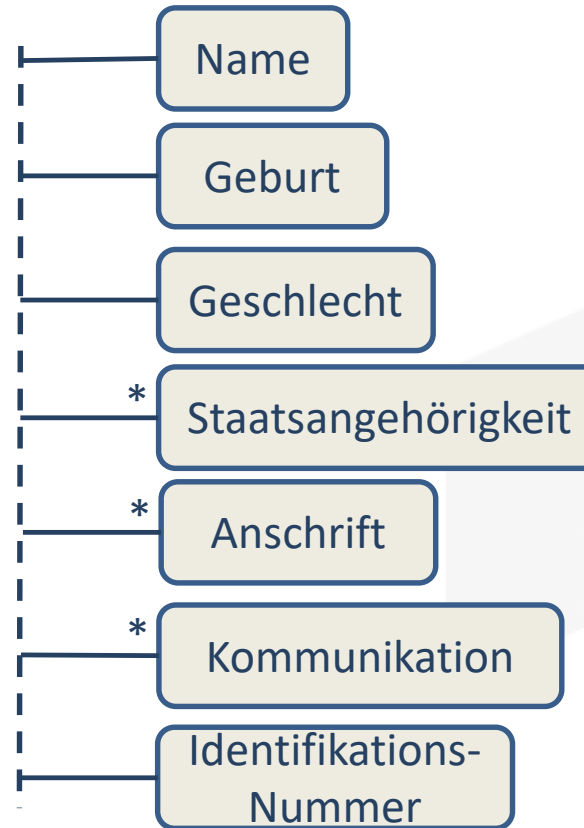 Name
Geburt
Geschlecht
* Staatsangehörigkeit
* Anschrift
* Kommunikation
Identifikations-
Nummer